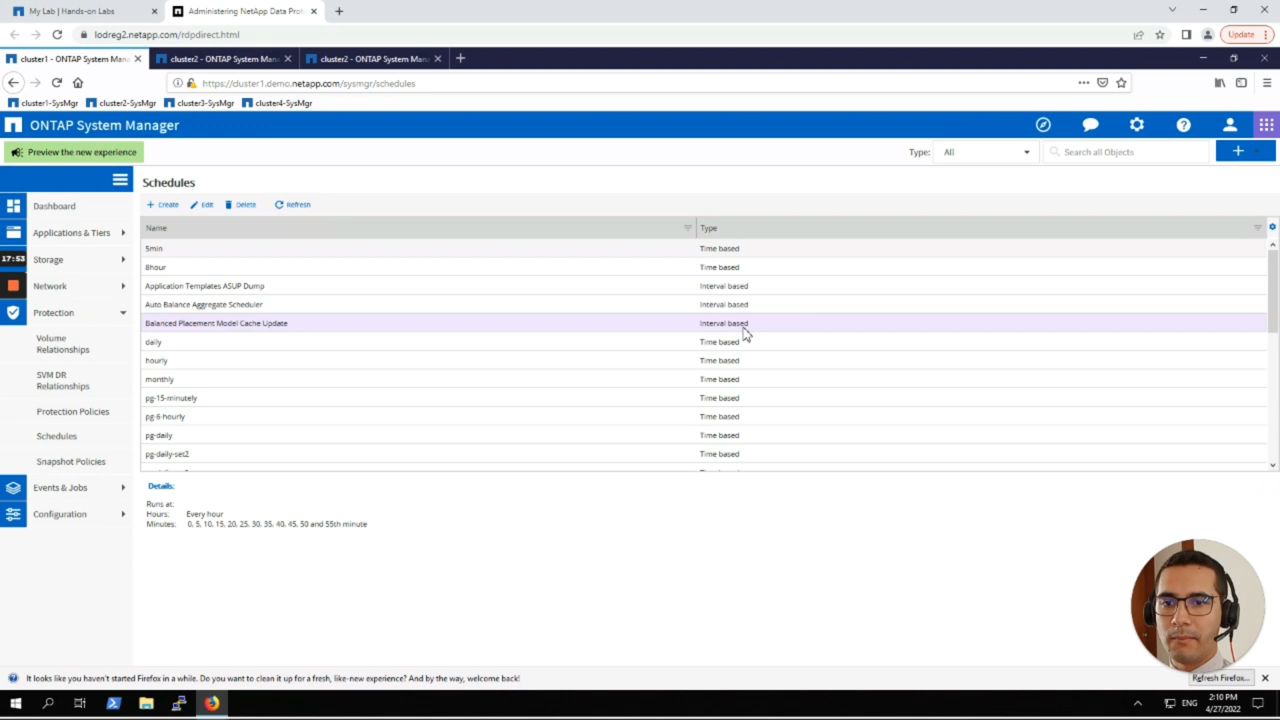 My Lab | Hands-on Labs
Administering NetApp Data Prot
Update
lodreg2.netapp.com/rdpdirect.html
cluster1 - ONTAP System Mana
cluster2 - ONTAP System Mana
cluster2 - ONTAP System Mana
https://cluster1.demo.netapp.com/sysmgr/schedules
cluster1-SysMgr cluster2-SysMgr cluster3-SysMgr cluster4-SysMgr
ONTAP System Manager
Preview the new experience
Type: All
Search all Objects
Schedules
Create Edit Delete Refresh
Dashboard
Applications & Tiers
17:53
Storage
Network
Protection
Volume
Relationships
SVM DR
Relationships
Protection Policies
Schedules
Snapshot Policies
Events & Jobs
Configuration
Name Type
5min Time based
8hour Time based
Application Templates ASUP Dump Interval based
Auto Balance Aggregate Scheduler Interval based
Balanced Placement Model Cache Update Interval based
daily Time based
hourly Time based
monthly Time based
pg-15-minutely Time based
pg-6-hourly Time based
pg-daily Time based
pg-daily-set2 Time based
Details:
Runs at:
Hours: Every hour
Minutes: 0, 5, 10, 15, 20, 25, 30, 35, 40, 45, 50 and 55th minute
It looks like you haven't started Firefox in a while. Do you want to clean it up for a fresh, like-new experience? And by the way, welcome back!
Refresh Firefox...
ENG
2:10 PM
4/27/2022